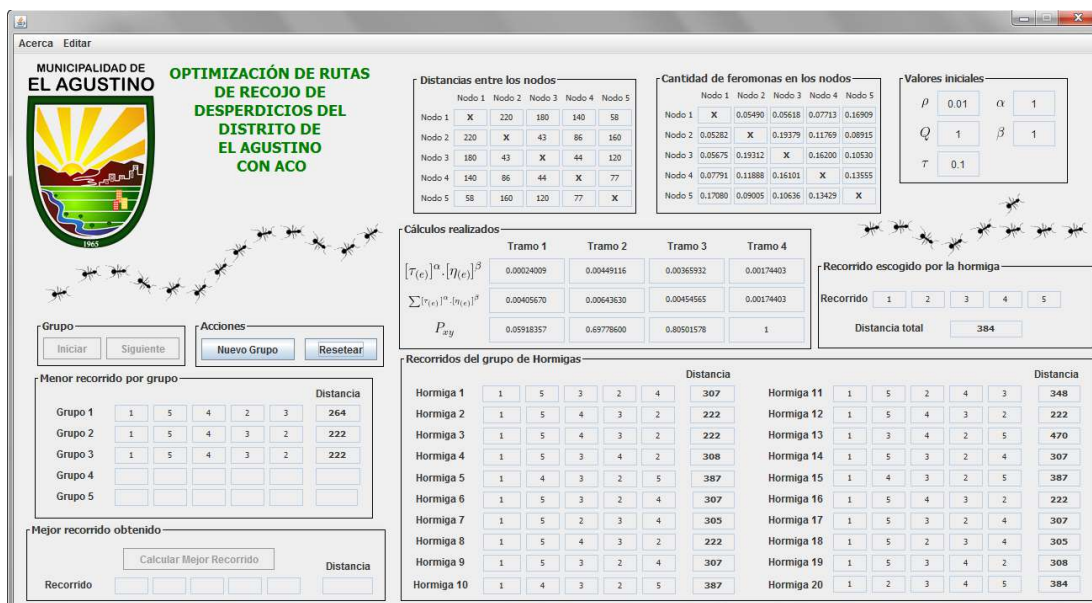 Acerca Editar
MUNICIPALIDAD DE
EL AGUSTINO
1965
OPTIMIZACIÓN DE RUTAS
DE RECOJO DE
DESPERDICIOS DEL
DISTRITO DE
EL AGUSTINO
CON ACO
Distancias entre los nodos
Nodo 1 Nodo 2 Nodo 3 Nodo 4 Nodo 5
Nodo 1 X 220 180 140 58
Nodo 2 220 X 43 86 160
Nodo 3 180 43 X 44 120
Nodo 4 140 86 44 X 77
Nodo 5 58 160 120 77 X
Cantidad de feromonas en los nodos
Nodo 1 Nodo 2 Nodo 3 Nodo 4 Nodo 5
Nodo 1 X 0.05490 0.05618 0.07713 0.16909
Nodo 2 0.05282 X 0.19379 0.11769 0.08915
Nodo 3 0.05675 0.19312 X 0.16200 0.10530
Nodo 4 0.07791 0.11888 0.16101 X 0.13555
Nodo 5 0.17080 0.09005 0.10636 0.13429 X
Valores iniciales
ρ 0.01 α 1
Q 1 β 1
τ 0.1
Cálculos realizados
Tramo 1 Tramo 2 Tramo 3 Tramo 4
[τ(e)]^α.[η(e)]^β 0.00024009 0.00449116 0.00365932 0.00174403
∑[τ(e)]^α.[η(e)]^β 0.00405670 0.00643630 0.00454565 0.00174403
Pxy 0.05918357 0.69778600 0.80501578 1
Recorrido escogido por la hormiga
Recorrido 1 2 3 4 5
Distancia total 384
Grupo
Iniciar Siguiente
Acciones
Nuevo Grupo Resetear
Menor recorrido por grupo
Distancia
Grupo 1 1 5 4 2 3 264
Grupo 2 1 5 4 3 2 222
Grupo 3 1 5 4 3 2 222
Grupo 4
Grupo 5
Mejor recorrido obtenido
Calcular Mejor Recorrido Distancia
Recorrido
Recorridos del grupo de Hormigas
Distancia Distancia
Hormiga 1 1 5 3 2 4 307 Hormiga 11 1 5 2 4 3 348
Hormiga 2 1 5 4 3 2 222 Hormiga 12 1 5 4 3 2 222
Hormiga 3 1 5 4 3 2 222 Hormiga 13 1 3 4 2 5 470
Hormiga 4 1 5 3 4 2 308 Hormiga 14 1 5 3 2 4 307
Hormiga 5 1 4 3 2 5 387 Hormiga 15 1 4 3 2 5 387
Hormiga 6 1 5 3 2 4 307 Hormiga 16 1 5 4 3 2 222
Hormiga 7 1 5 2 3 4 305 Hormiga 17 1 5 3 2 4 307
Hormiga 8 1 5 4 3 2 222 Hormiga 18 1 5 2 3 4 305
Hormiga 9 1 5 3 2 4 307 Hormiga 19 1 5 3 4 2 308
Hormiga 10 1 4 3 2 5 387 Hormiga 20 1 2 3 4 5 384